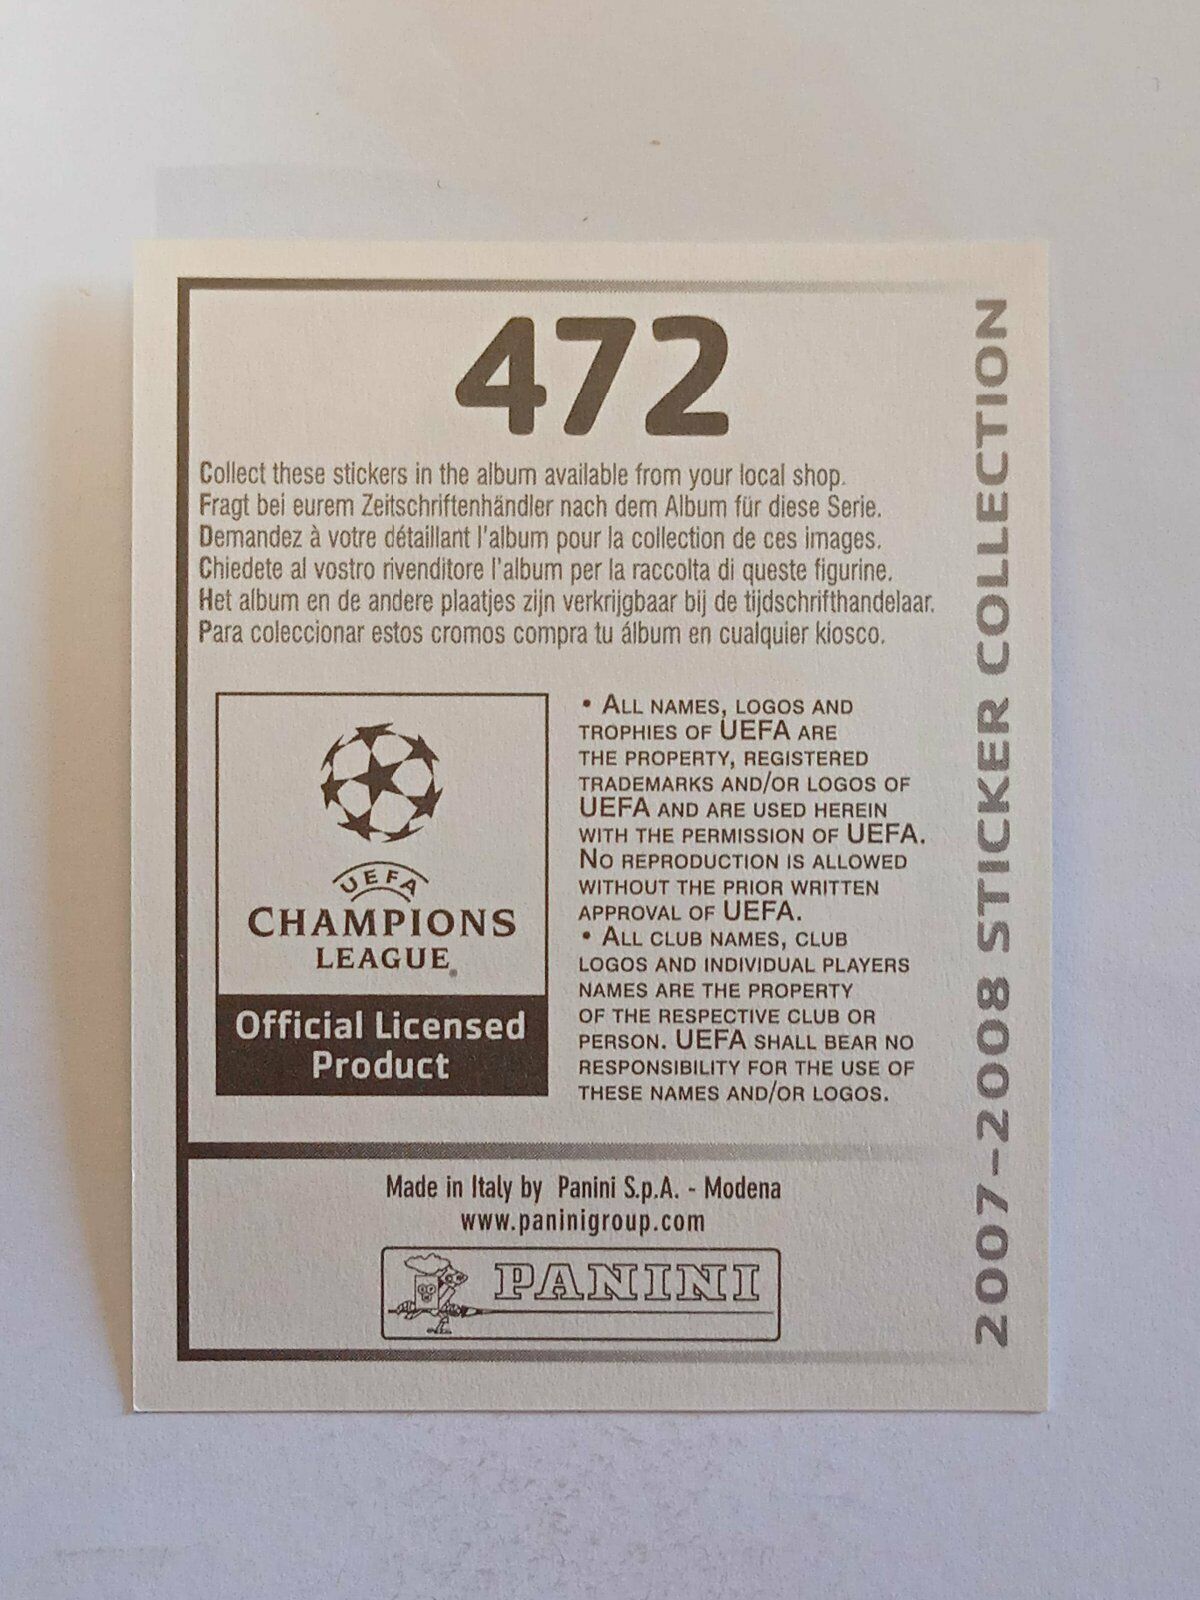 472
Collect these stickers in the album available from your local shop.
Fragt bei eurem Zeitschriftenhändler nach dem Album für diese Serie.
Demandez à votre détaillant l'album pour la collection de ces images.
Chiedete al vostro rivenditore l'album per la raccolta di queste figurine.
Het album en de andere plaatjes zijn verkrijgbaar bij de tijdschrifthandelaar.
Para coleccionar estos cromos compra tu álbum en cualquier kiosco.
UEFA
CHAMPIONS
LEAGUE
Official Licensed
Product
• ALL NAMES, LOGOS AND
TROPHIES OF UEFA ARE
THE PROPERTY, REGISTERED
TRADEMARKS AND/OR LOGOS OF
UEFA AND ARE USED HEREIN
WITH THE PERMISSION OF UEFA.
NO REPRODUCTION IS ALLOWED
WITHOUT THE PRIOR WRITTEN
APPROVAL OF UEFA.
• ALL CLUB NAMES, CLUB
LOGOS AND INDIVIDUAL PLAYERS
NAMES ARE THE PROPERTY
OF THE RESPECTIVE CLUB OR
PERSON. UEFA SHALL BEAR NO
RESPONSIBILITY FOR THE USE OF
THESE NAMES AND/OR LOGOS.
Made in Italy by Panini S.p.A. - Modena
www.paninigroup.com
PANINI
2007-2008 STICKER COLLECTION